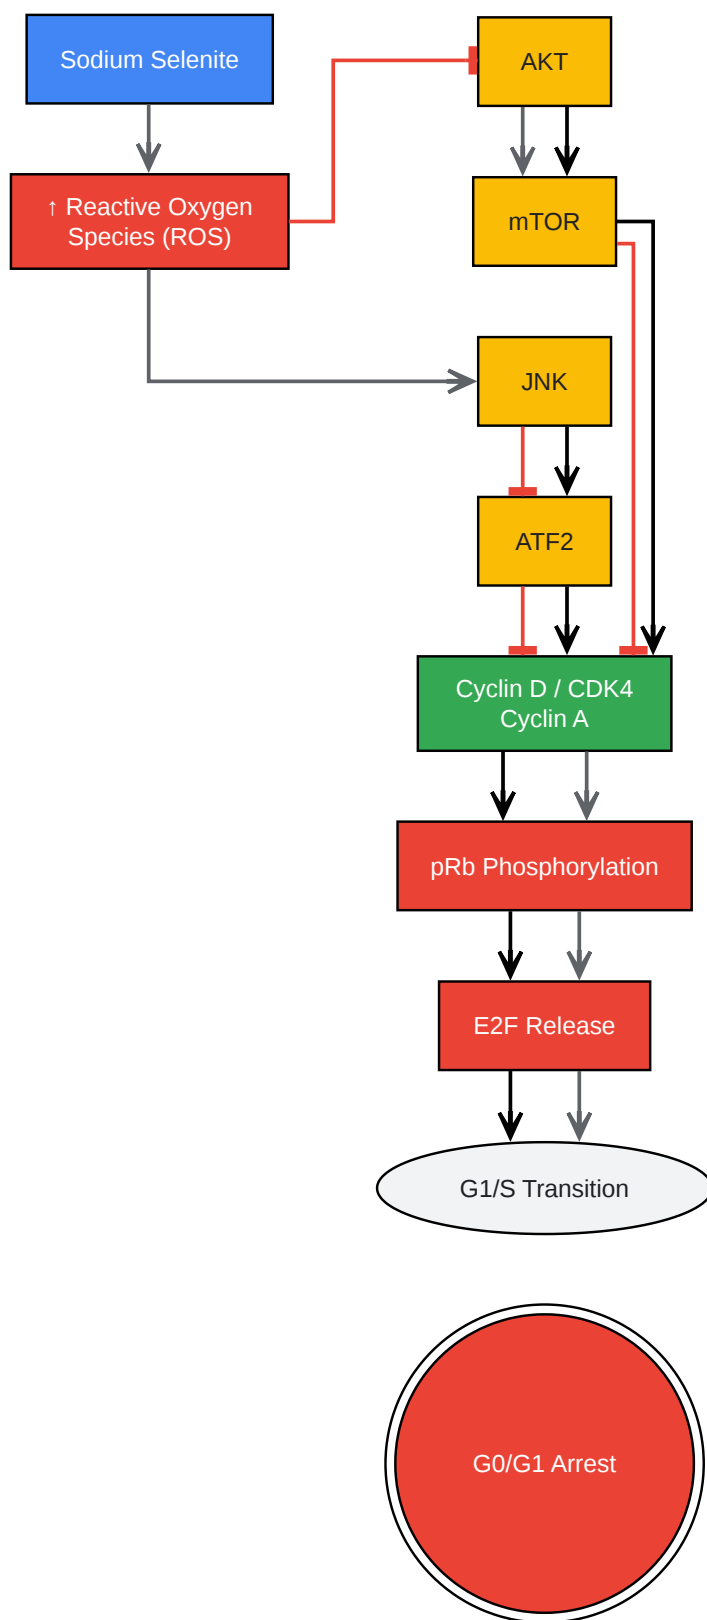 Sodium Selenite
AKT
↑ Reactive Oxygen
Species (ROS)
mTOR
JNK
ATF2
Cyclin D / CDK4
Cyclin A
pRb Phosphorylation
E2F Release
G1/S Transition
G0/G1 Arrest